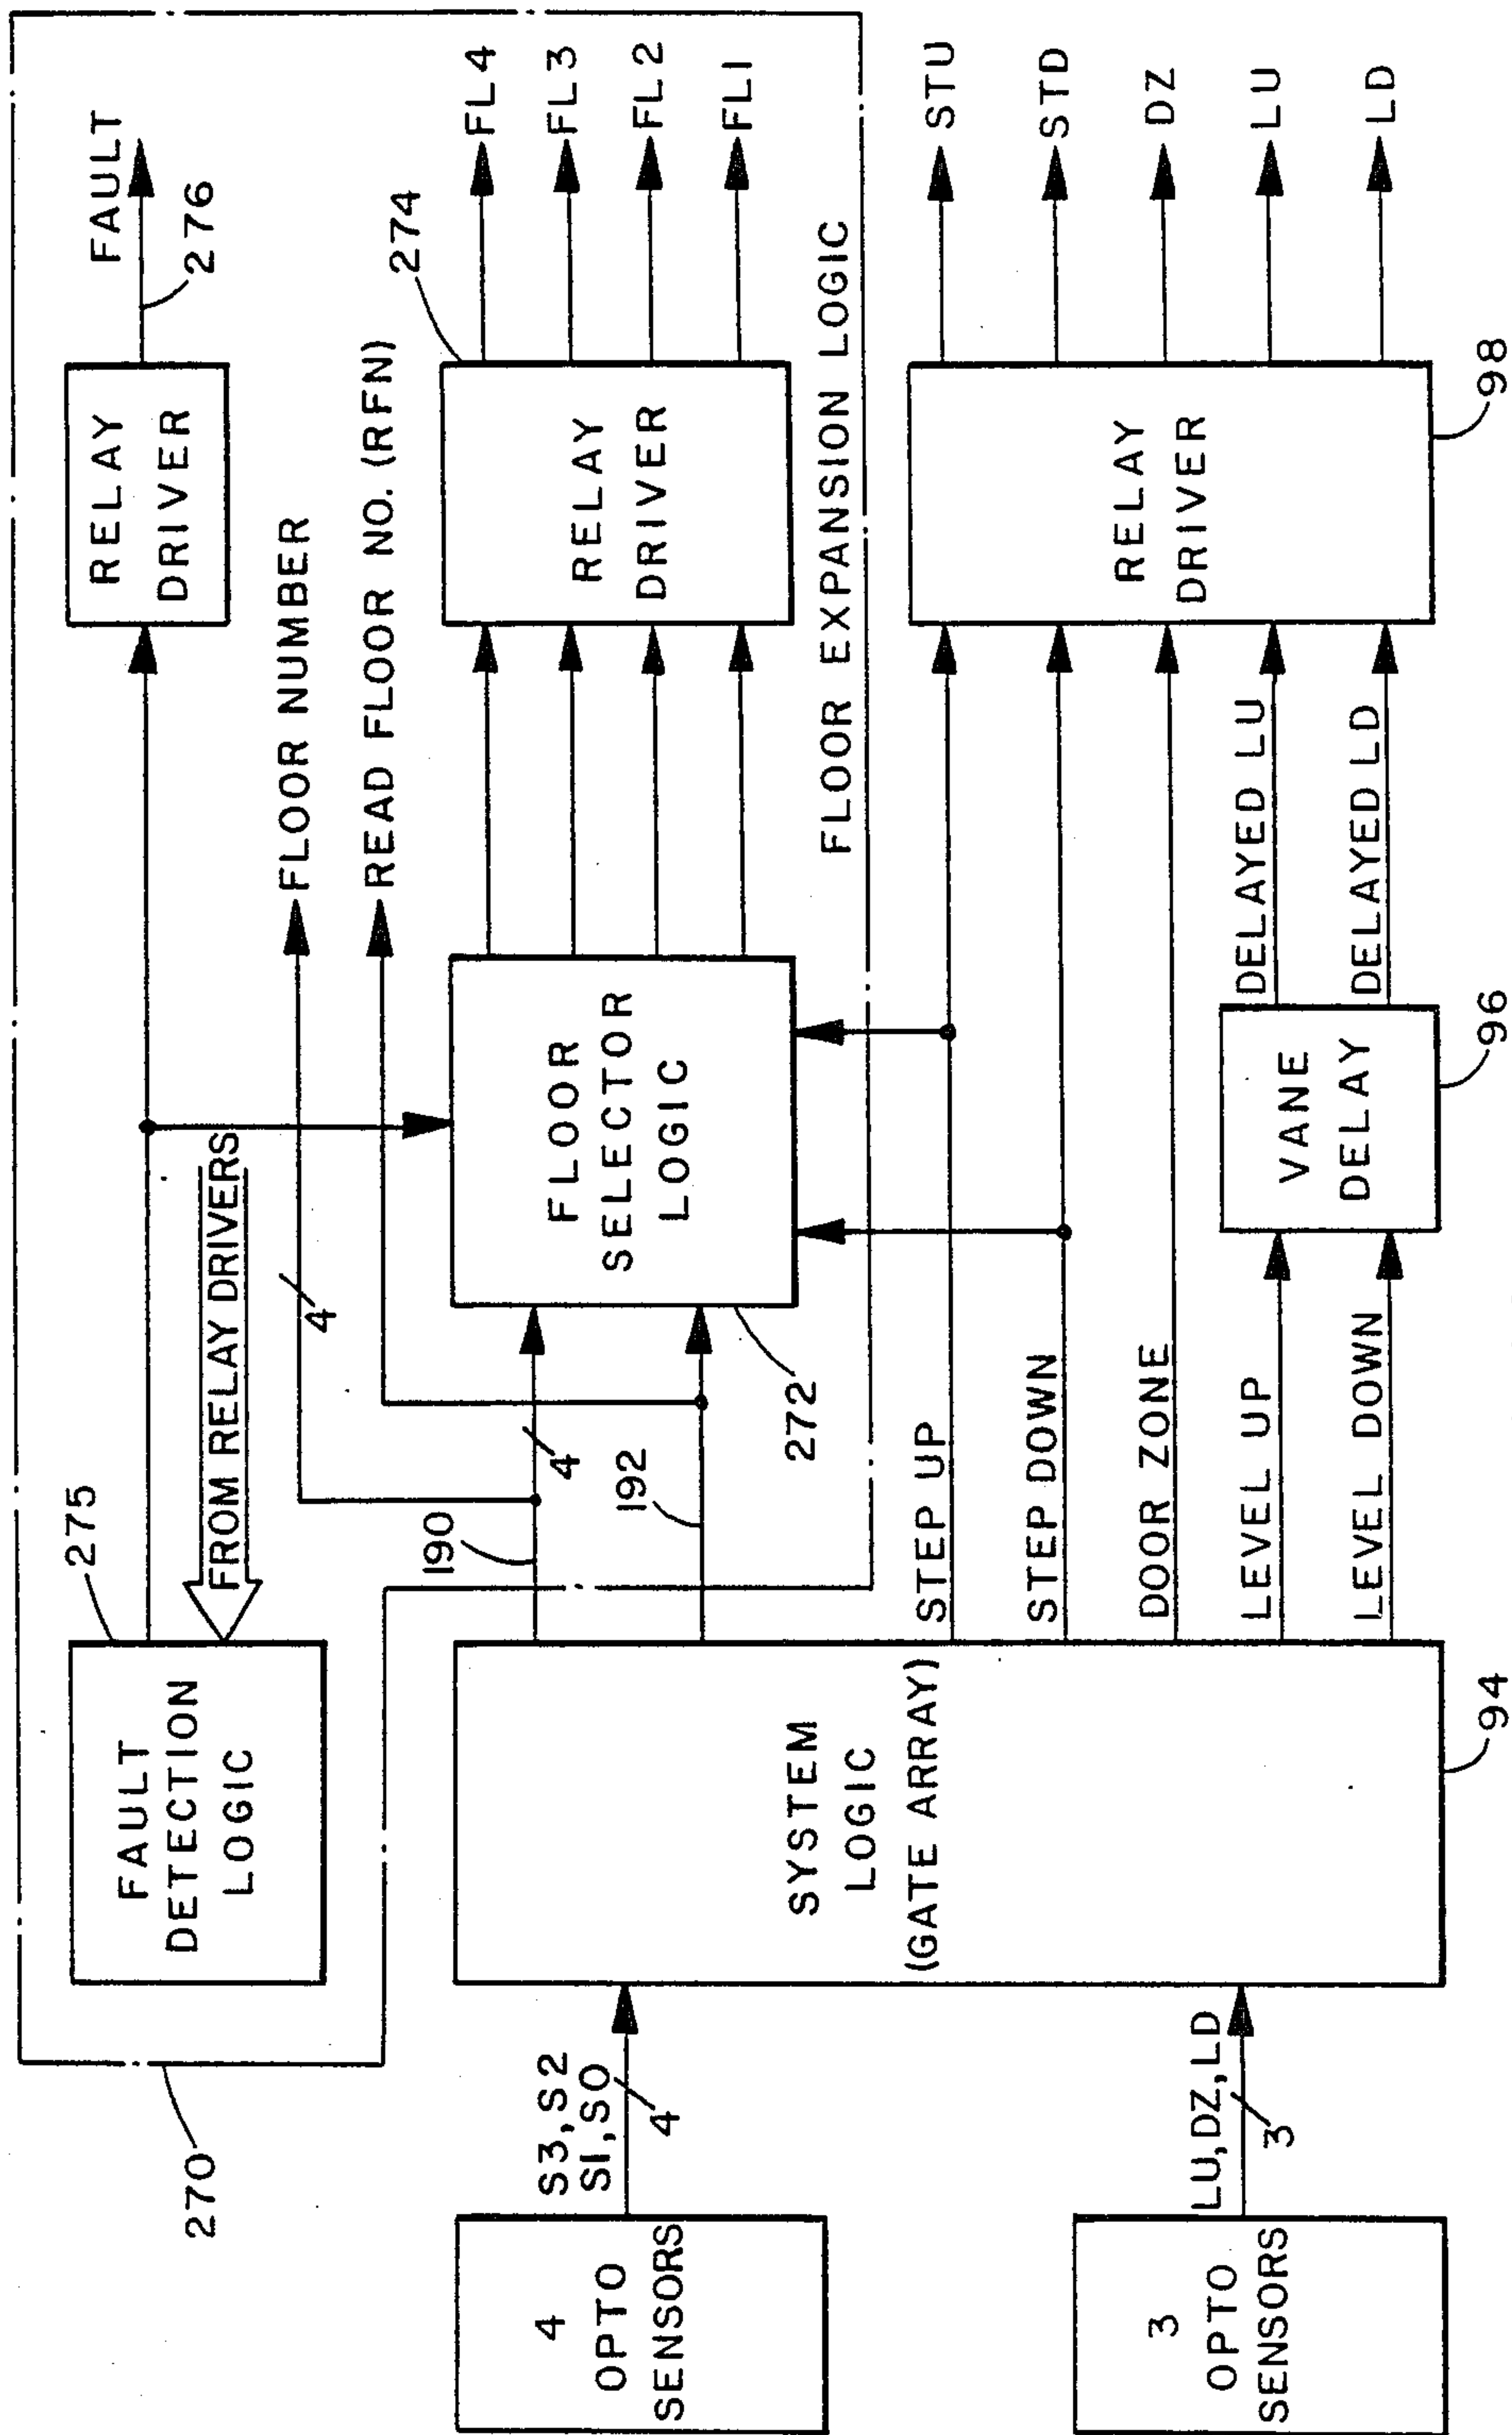 270
275
FAULT
DETECTION
LOGIC
FROM RELAY DRIVERS
RELAY
DRIVER
FAULT
276
FLOOR NUMBER
READ FLOOR NO. (RFN)
4
4
190
192
272
FLOOR
SELECTOR
LOGIC
RELAY
DRIVER
274
FL4
FL3
FL2
FL1
FLOOR EXPANSION LOGIC
4
OPTO
SENSORS
S3, S2
S1, S0
4
3
OPTO
SENSORS
LU, DZ, LD
3
SYSTEM
LOGIC
(GATE ARRAY)
94
STEP UP
STEP DOWN
DOOR ZONE
LEVEL UP
LEVEL DOWN
VANE
DELAY
96
DELAYED LU
DELAYED LD
RELAY
DRIVER
98
STU
STD
DZ
LU
LD